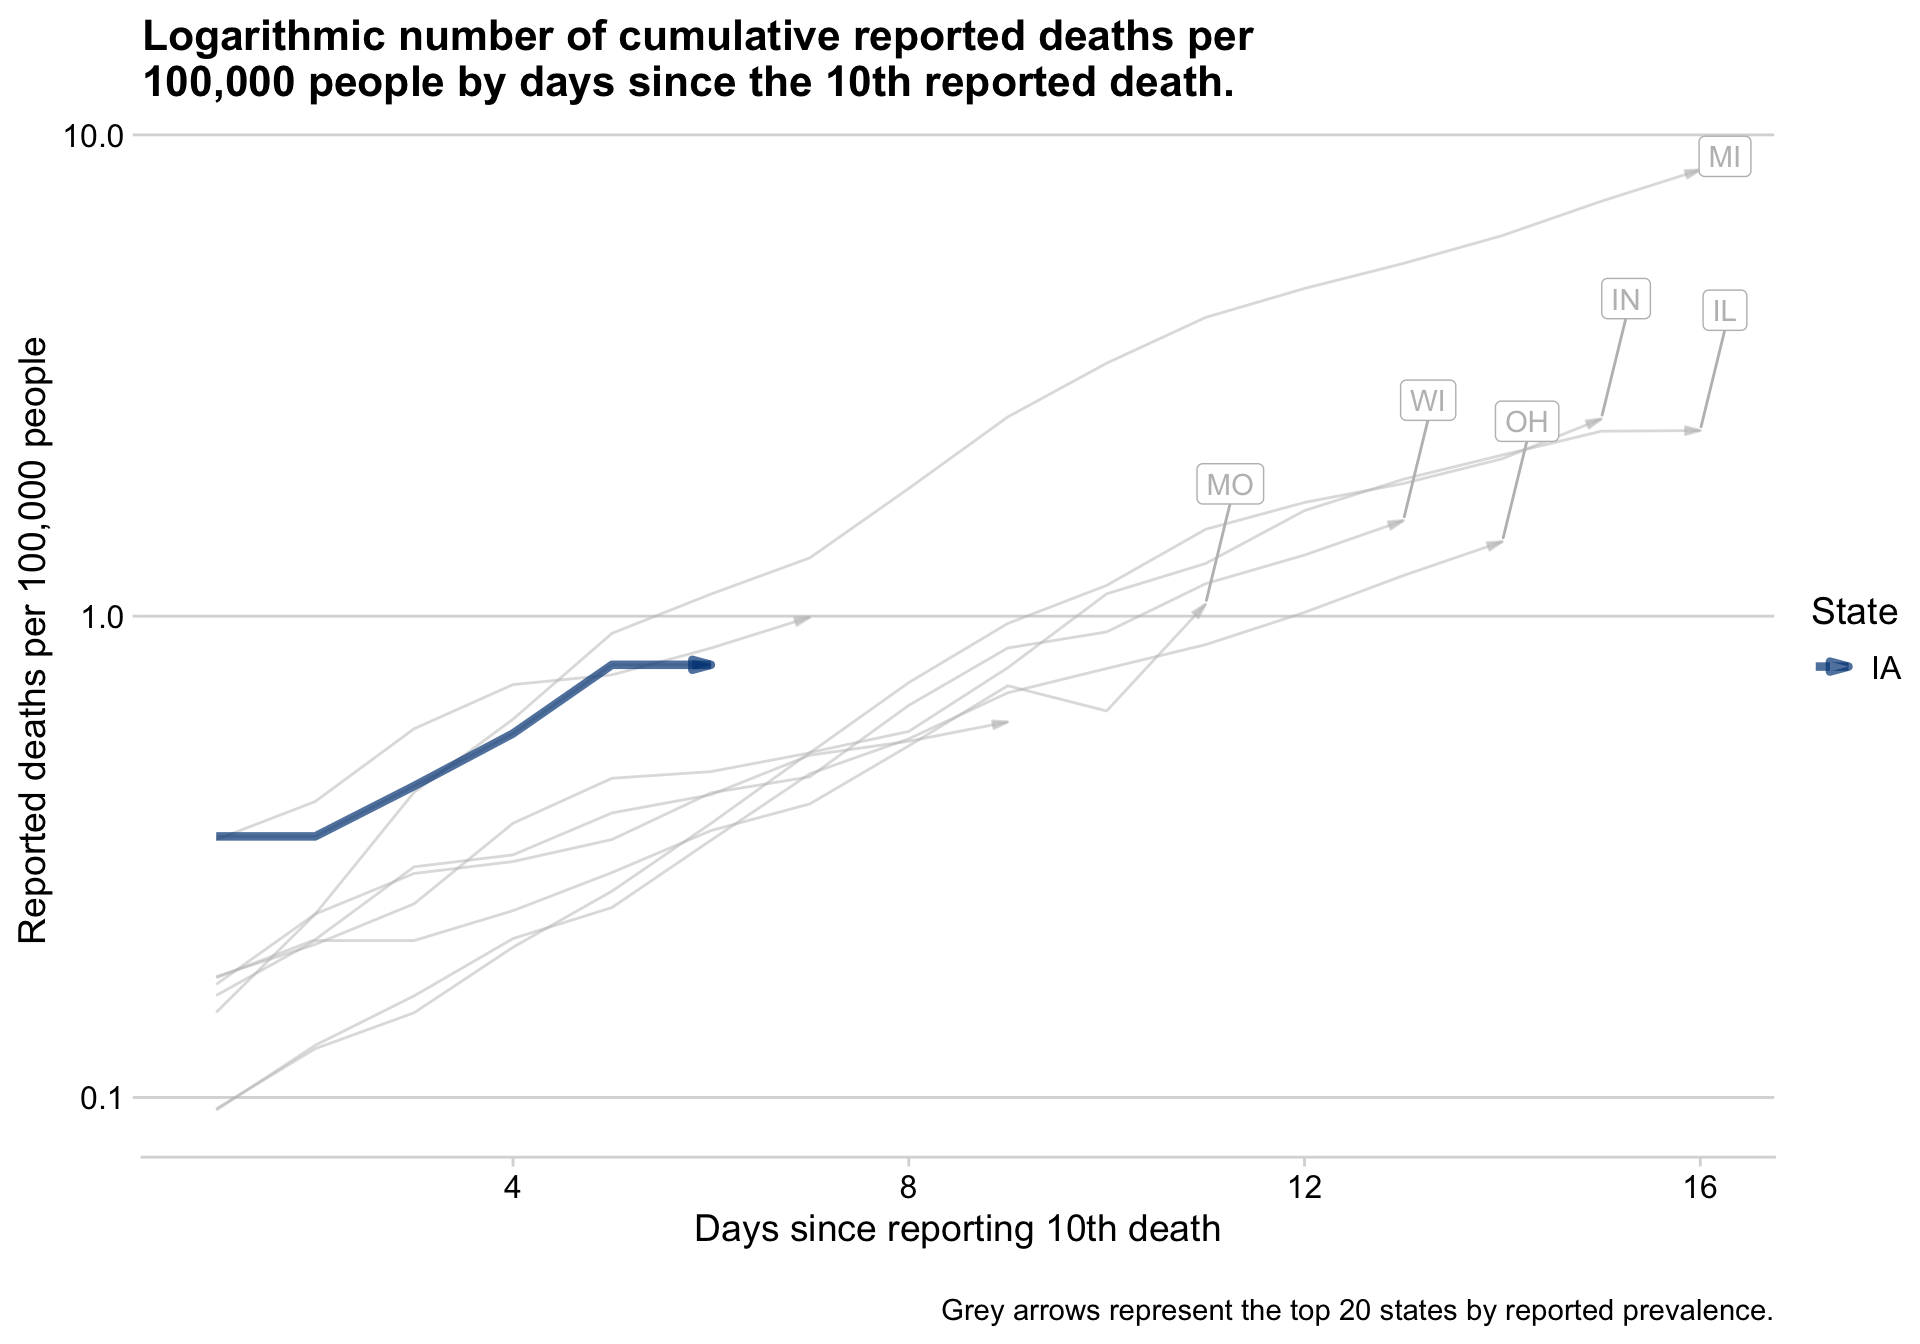 Logarithmic number of cumulative reported deaths per
100,000 people by days since the 10th reported death.
10.0
1.0
0.1
Reported deaths per 100,000 people
MI
IN
IL
WI
OH
MO
State
IA
4
8
12
16
Days since reporting 10th death
Grey arrows represent the top 20 states by reported prevalence.